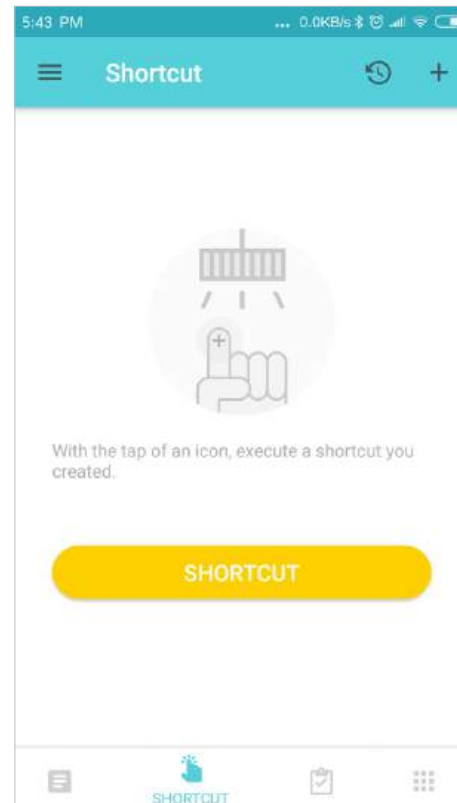 5:43 PM ... 0.0KB/s
Shortcut
With the tap of an icon, execute a shortcut you
created.
SHORTCUT
SHORTCUT